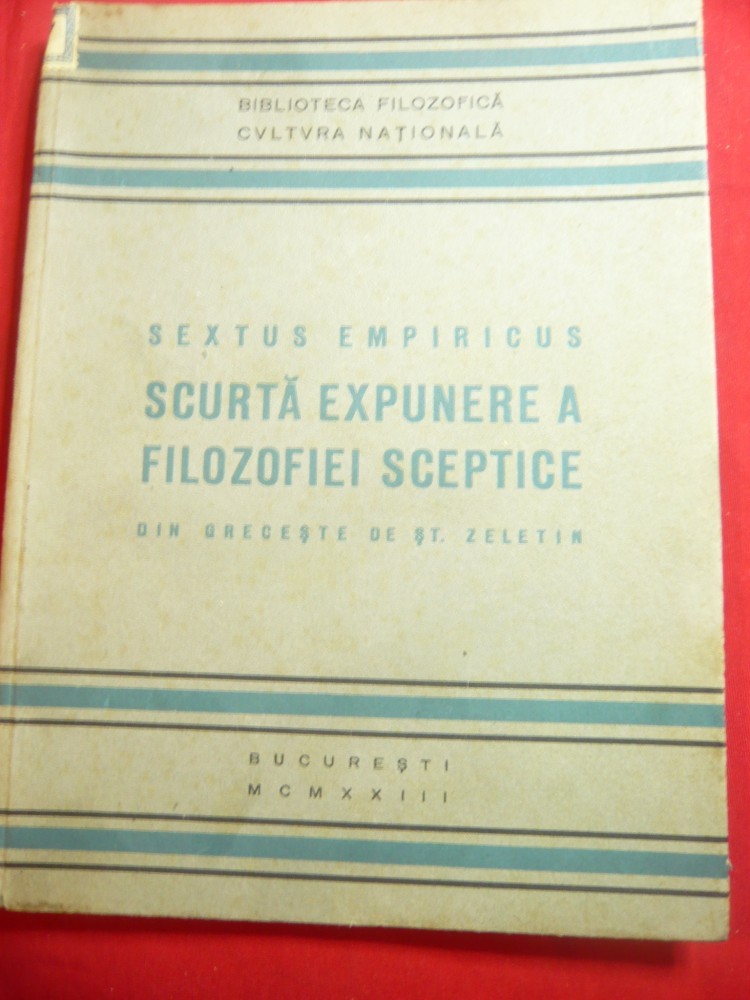 BIBLIOTECA FILOZOFICĂ
CVLTVRA NAȚIONALĂ
SEXTUS EMPIRICUS
SCURTĂ EXPUNERE A
FILOZOFIEI SCEPTICE
DIN GRECEȘTE DE ȘT. ZELETIN
BUCUREȘTI
MCMXXIII